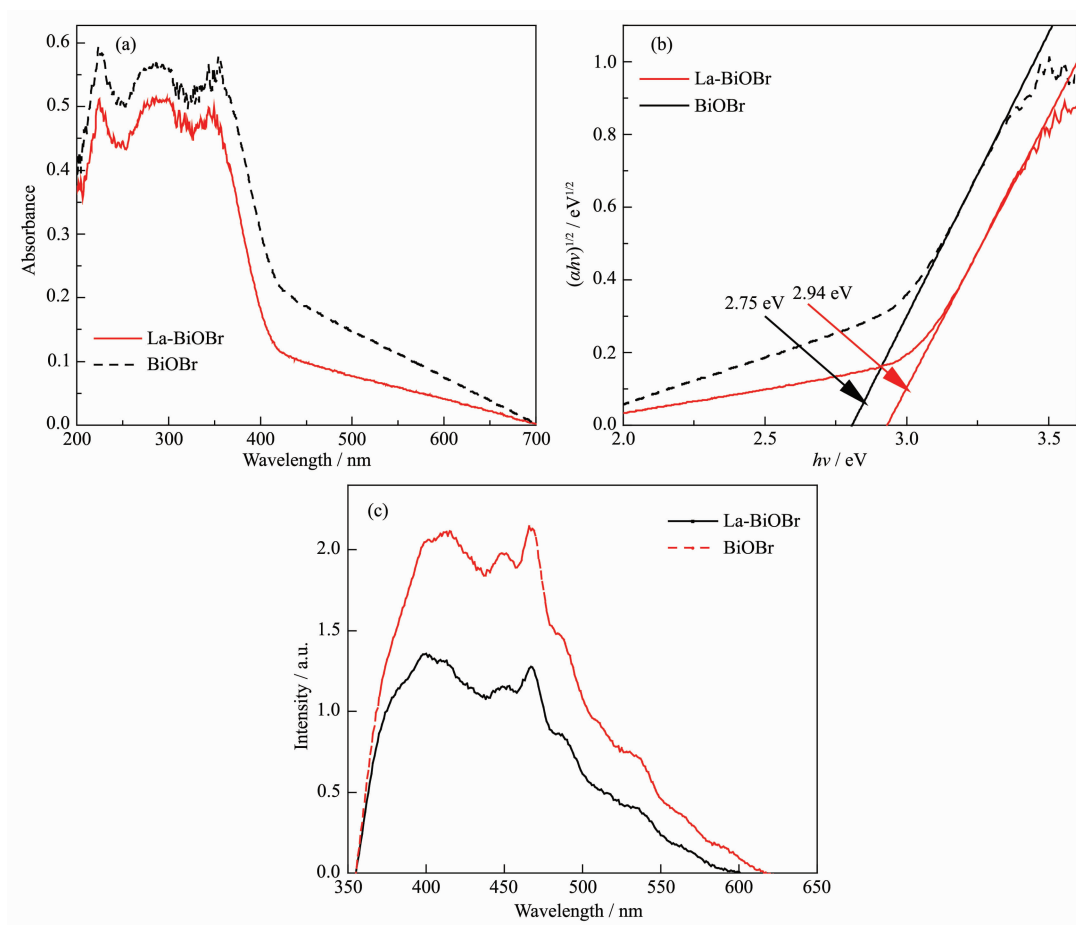 (a)
0.6
0.5
0.4
0.3
0.2
0.1
0.0
Absorbance
La-BiOBr
BiOBr
200
300
400
500
600
700
Wavelength / nm
(b)
La-BiOBr
BiOBr
1.0
0.8
0.6
0.4
0.2
0.0
(ahv)1/2 / eV1/2
2.75 eV
2.94 eV
2.0
2.5
3.0
3.5
hv / eV
(c)
La-BiOBr
BiOBr
2.0
1.5
1.0
0.5
0.0
Intensity / a.u.
350
400
450
500
550
600
650
Wavelength / nm